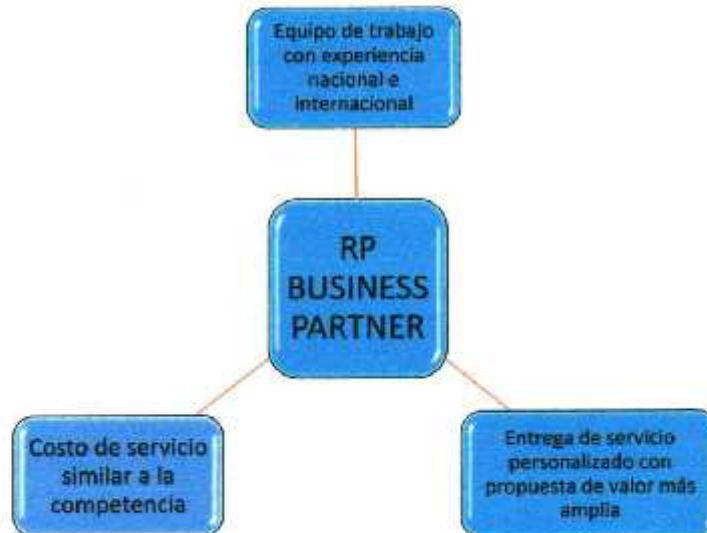 Equipo de trabajo
con experiencia
nacional e
internacional
RP
BUSINESS
PARTNER
Costo de servicio
similar a la
competencia
Entrega de servicio
personalizado con
propuesta de valor más
amplia